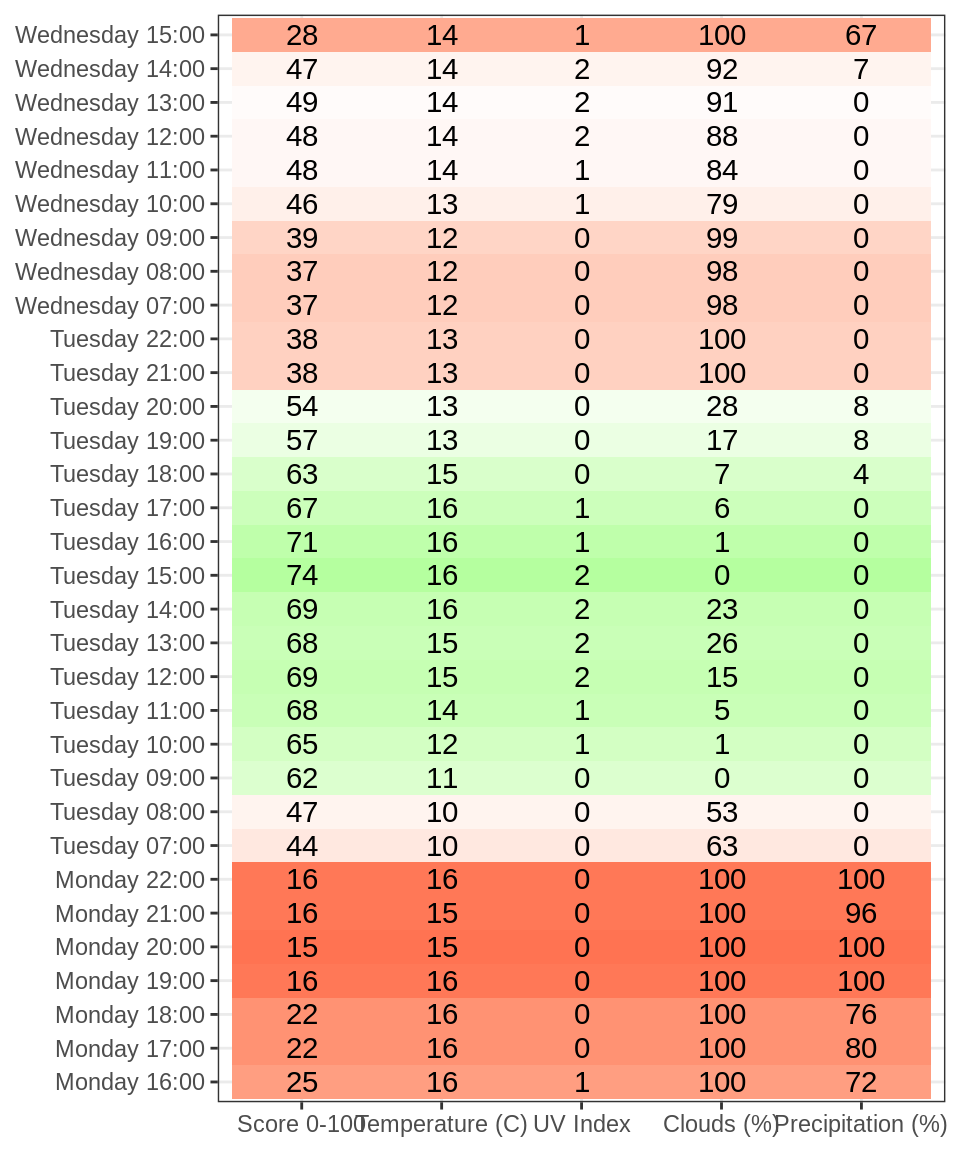 Wednesday 15:00 28 14 1 100 67
Wednesday 14:00 47 14 2 92 7
Wednesday 13:00 49 14 2 91 0
Wednesday 12:00 48 14 2 88 0
Wednesday 11:00 48 14 1 84 0
Wednesday 10:00 46 13 1 79 0
Wednesday 09:00 39 12 0 99 0
Wednesday 08:00 37 12 0 98 0
Wednesday 07:00 37 12 0 98 0
Tuesday 22:00 38 13 0 100 0
Tuesday 21:00 38 13 0 100 0
Tuesday 20:00 54 13 0 28 8
Tuesday 19:00 57 13 0 17 8
Tuesday 18:00 63 15 0 7 4
Tuesday 17:00 67 16 1 6 0
Tuesday 16:00 71 16 1 1 0
Tuesday 15:00 74 16 2 0 0
Tuesday 14:00 69 16 2 23 0
Tuesday 13:00 68 15 2 26 0
Tuesday 12:00 69 15 2 15 0
Tuesday 11:00 68 14 1 5 0
Tuesday 10:00 65 12 1 1 0
Tuesday 09:00 62 11 0 0 0
Tuesday 08:00 47 10 0 53 0
Tuesday 07:00 44 10 0 63 0
Monday 22:00 16 16 0 100 100
Monday 21:00 16 15 0 100 96
Monday 20:00 15 15 0 100 100
Monday 19:00 16 16 0 100 100
Monday 18:00 22 16 0 100 76
Monday 17:00 22 16 0 100 80
Monday 16:00 25 16 1 100 72
Score 0-100 Temperature (C) UV Index Clouds (%) Precipitation (%)